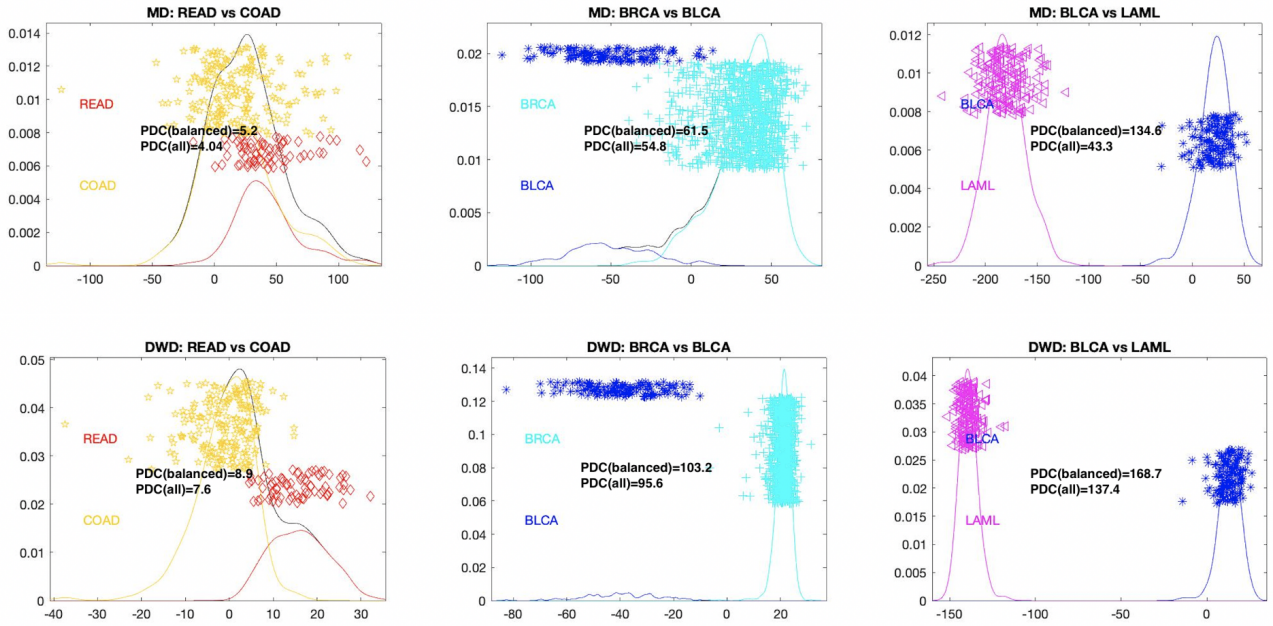 MD: READ vs COAD
0.014
0.012
0.01
0.008
0.006
0.004
0.002
0
READ
PDC(balanced)=5.2
PDC(all)=4.04
COAD
-100
-50
0
50
100
MD: BRCA vs BLCA
0.02
0.015
0.01
0.005
0
BRCA
PDC(balanced)=61.5
PDC(all)=54.8
BLCA
-100
-50
0
50
MD: BLCA vs LAML
0.012
0.01
0.008
0.006
0.004
0.002
0
BLCA
PDC(balanced)=134.6
PDC(all)=43.3
LAML
-250
-200
-150
-100
-50
0
50
DWD: READ vs COAD
0.05
0.04
0.03
0.02
0.01
0
READ
PDC(balanced)=8.9
PDC(all)=7.6
COAD
-40
-30
-20
-10
0
10
20
30
DWD: BRCA vs BLCA
0.14
0.12
0.1
0.08
0.06
0.04
0.02
0
BRCA
PDC(balanced)=103.2
PDC(all)=95.6
BLCA
-80
-60
-40
-20
0
20
DWD: BLCA vs LAML
0.04
0.035
0.03
0.025
0.02
0.015
0.01
0.005
0
BLCA
PDC(balanced)=168.7
PDC(all)=137.4
LAML
-150
-100
-50
0